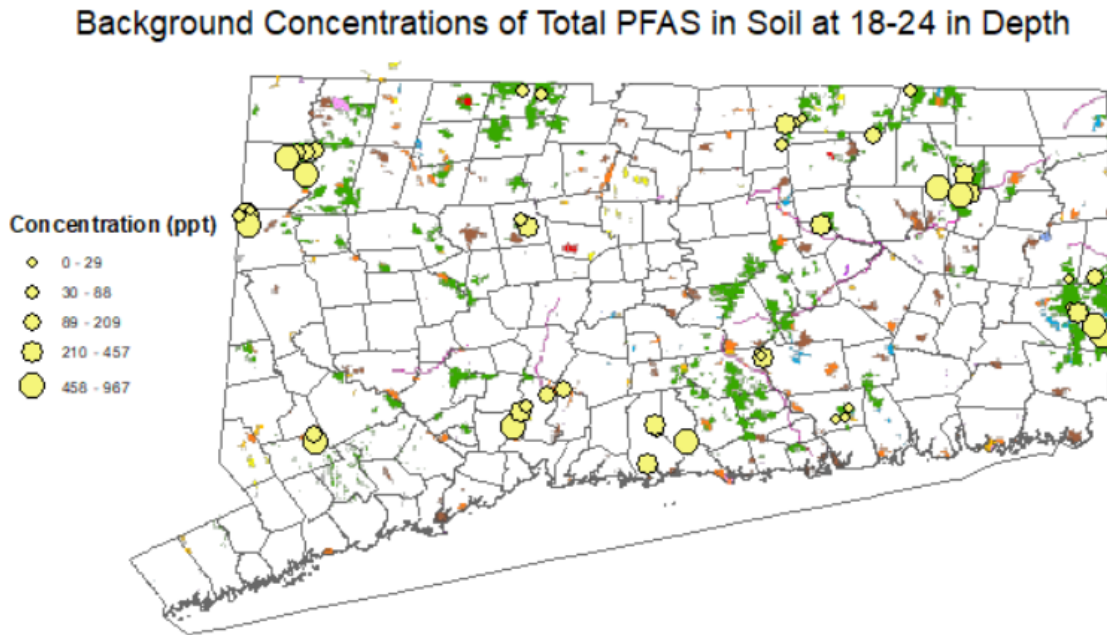 Background Concentrations of Total PFAS in Soil at 18-24 in Depth
Concentration (ppt)
0 - 29
30 - 88
89 - 209
210 - 457
458 - 967